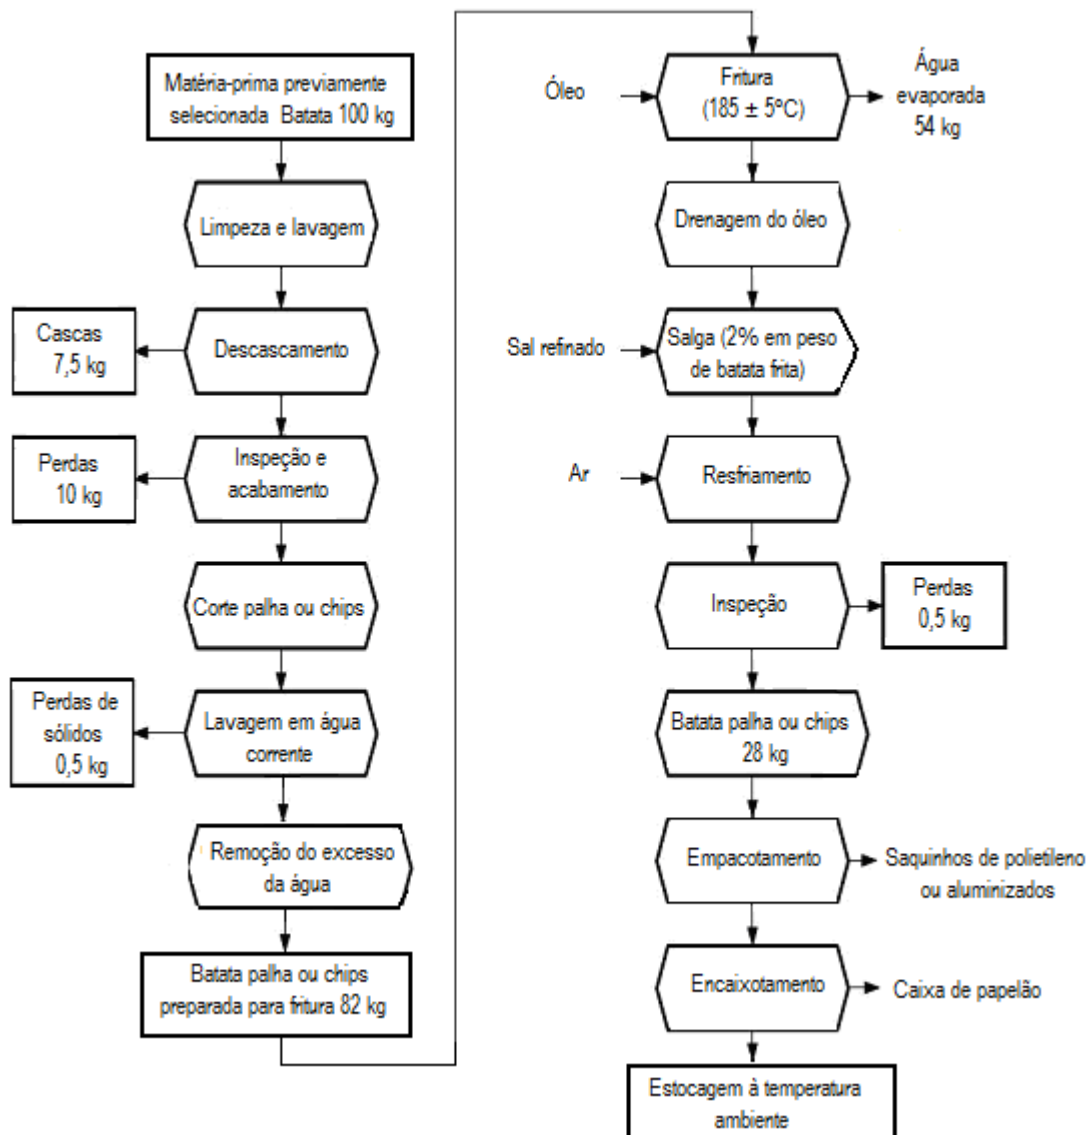 Matéria-prima previamente
selecionada Batata 100 kg
Limpeza e lavagem
Cascas
7,5 kg
Descascamento
Perdas
10 kg
Inspeção e
acabamento
Corte palha ou chips
Perdas de
sólidos
0,5 kg
Lavagem em água
corrente
Remoção do excesso
da água
Batata palha ou chips
preparada para fritura 82 kg
Óleo
Fritura
(185 ± 5ºC)
Água
evaporada
54 kg
Drenagem do óleo
Sal refinado
Salga (2% em peso
de batata frita)
Ar
Resfriamento
Inspeção
Perdas
0,5 kg
Batata palha ou chips
28 kg
Empacotamento
Saquinhos de polietileno
ou aluminizados
Encaixotamento
Caixa de papelão
Estocagem à temperatura
ambiente